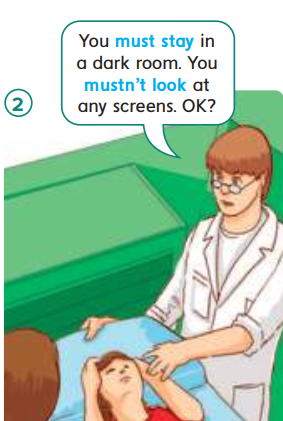 You must stay in
a dark room. You
mustn't look at
any screens. OK?
2